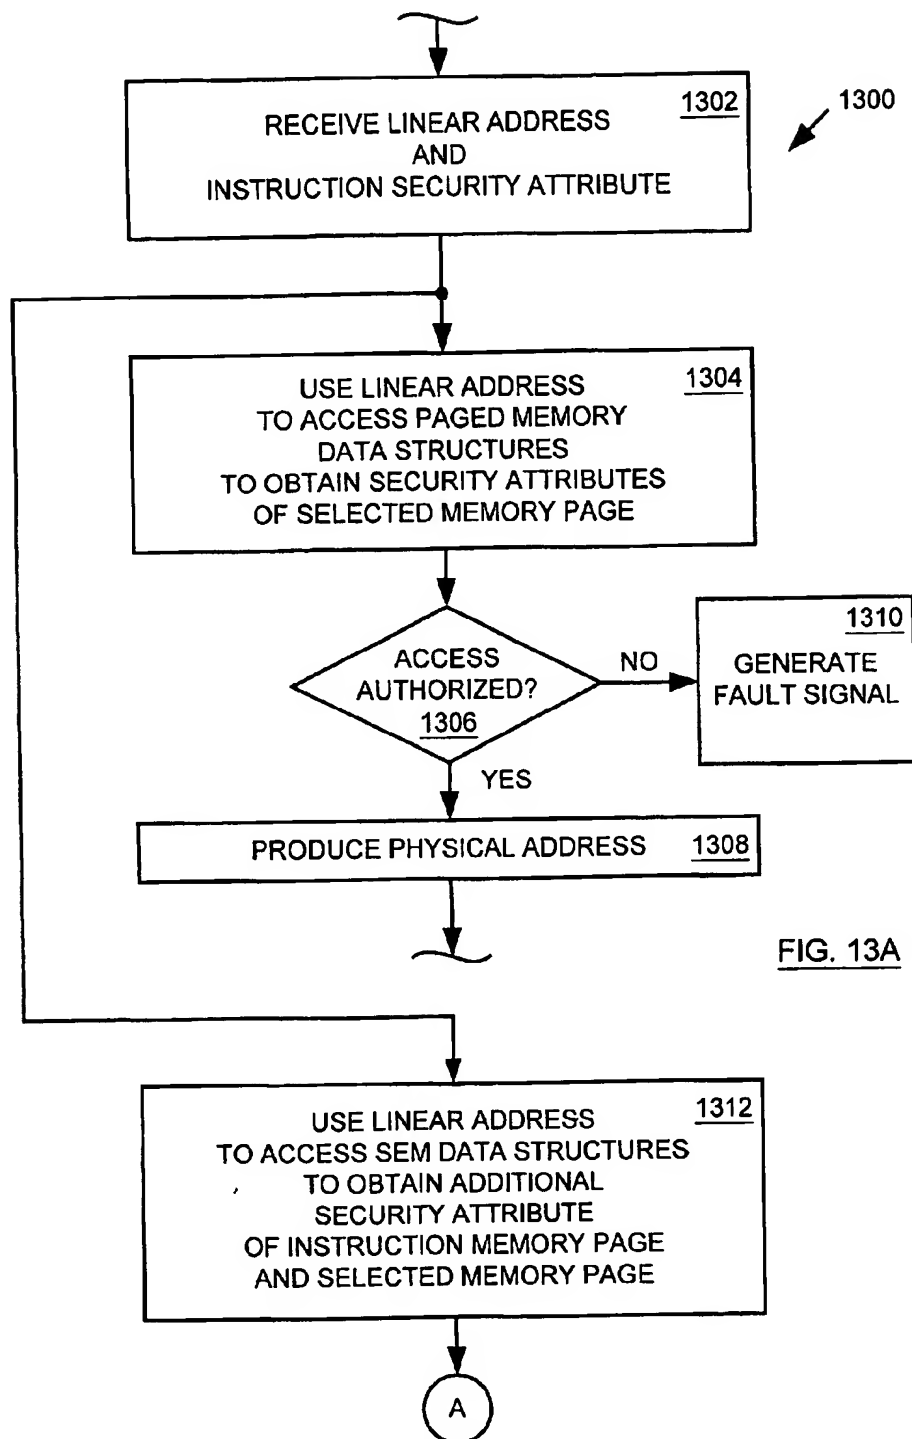 1302
RECEIVE LINEAR ADDRESS
AND
INSTRUCTION SECURITY ATTRIBUTE
1300
USE LINEAR ADDRESS
TO ACCESS PAGED MEMORY
DATA STRUCTURES
TO OBTAIN SECURITY ATTRIBUTES
OF SELECTED MEMORY PAGE
1304
ACCESS
AUTHORIZED?
1306
NO
1310
GENERATE
FAULT SIGNAL
YES
PRODUCE PHYSICAL ADDRESS 1308
FIG. 13A
USE LINEAR ADDRESS
TO ACCESS SEM DATA STRUCTURES
TO OBTAIN ADDITIONAL
SECURITY ATTRIBUTE
OF INSTRUCTION MEMORY PAGE
AND SELECTED MEMORY PAGE
1312
A